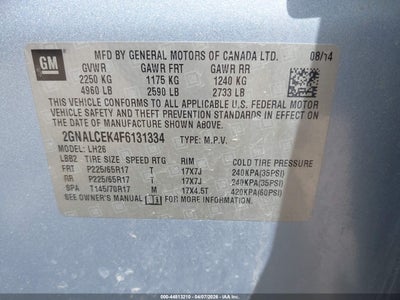 GM
MFD BY GENERAL MOTORS OF CANADA LTD. 08/14
GVWR GAWR FRT GAWR RR
2250 KG 1175 KG 1240 KG
4960 LB 2590 LB 2733 LB
THIS VEHICLE CONFORMS TO ALL APPLICABLE U.S. FEDERAL MOTOR
VEHICLE SAFETY AND THEFT PREVENTION STANDARDS IN EFFECT ON
THE DATE OF MANUFACTURE SHOWN ABOVE.
2GNALCEK4F6131334 TYPE: M.P.V.
MODEL: LH26
LBB2 TIRE SIZE SPEED RTG RIM COLD TIRE PRESSURE
FRT P225/65R17 T 17X7J 240KPA(35PSI)
RR P225/65R17 T 17X7J 240KPA(35PSI)
SPA T145/70R17 M 17X4.5T 420KPA(60PSI)
SEE OWNER'S MANUAL FOR MORE INFORMATION.
000-44813210 - 04/07/2026 -